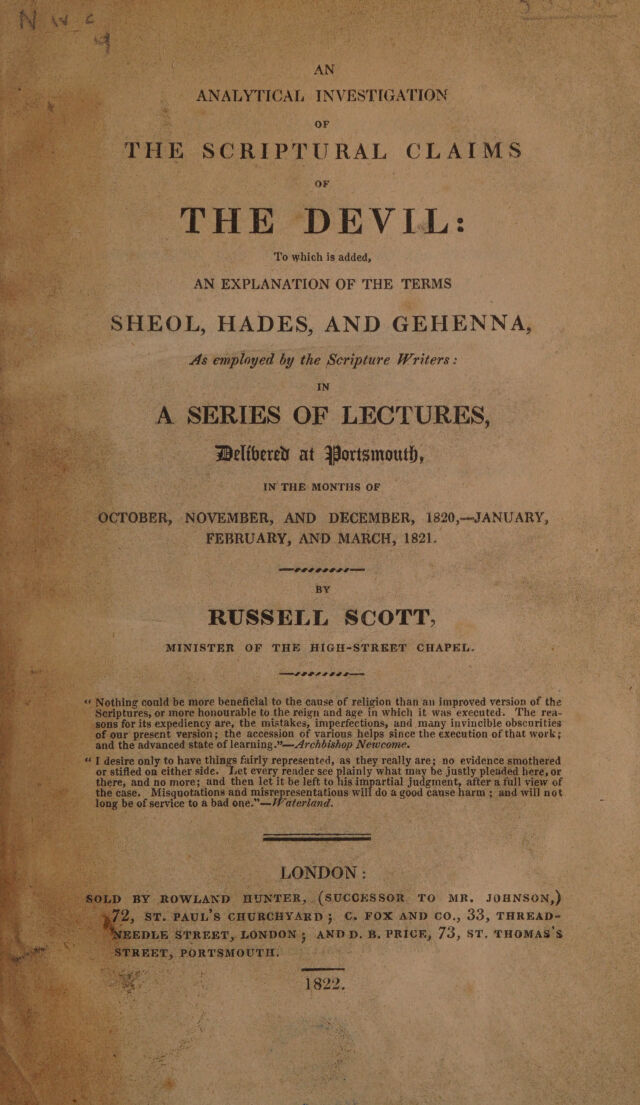 N w c
9
AN
ANALYTICAL INVESTIGATION
OF
THE SCRIPTURAL CLAIMS
OF
THE DEVIL:
To which is added,
AN EXPLANATION OF THE TERMS
SHEOL, HADES, AND GEHENNA,
As employed by the Scripture Writers:
IN
A SERIES OF LECTURES,
Delivered at Portsmouth,
IN THE MONTHS OF
OCTOBER, NOVEMBER, AND DECEMBER, 1820,—JANUARY,
FEBRUARY, AND MARCH, 1821.
BY
RUSSELL SCOTT,
MINISTER OF THE HIGH-STREET CHAPEL.
“ Nothing could be more beneficial to the cause of religion than an improved version of the
Scriptures, or more honourable to the reign and age in which it was executed. The rea-
sons for its expediency are, the mistakes, imperfections, and many invincible obscurities
of our present version; the accession of various helps since the execution of that work;
and the advanced state of learning.”—Archbishop Newcome.
“ I desire only to have things fairly represented, as they really are; no evidence smothered
or stifled on either side. Let every reader see plainly what may be justly pleaded here, or
there, and no more; and then let it be left to his impartial judgment, after a full view of
the case. Misquotations and misrepresentations will do a good cause harm; and will not
long be of service to a bad one.”—Waterland.
LONDON:
SOLD BY ROWLAND HUNTER, (SUCCESSOR TO MR. JOHNSON,)
72, ST. PAUL'S CHURCHYARD; C. FOX AND CO., 33, THREAD-
NEEDLE STREET, LONDON; AND D. B. PRICE, 73, ST. THOMAS'S
STREET, PORTSMOUTH.
1822.